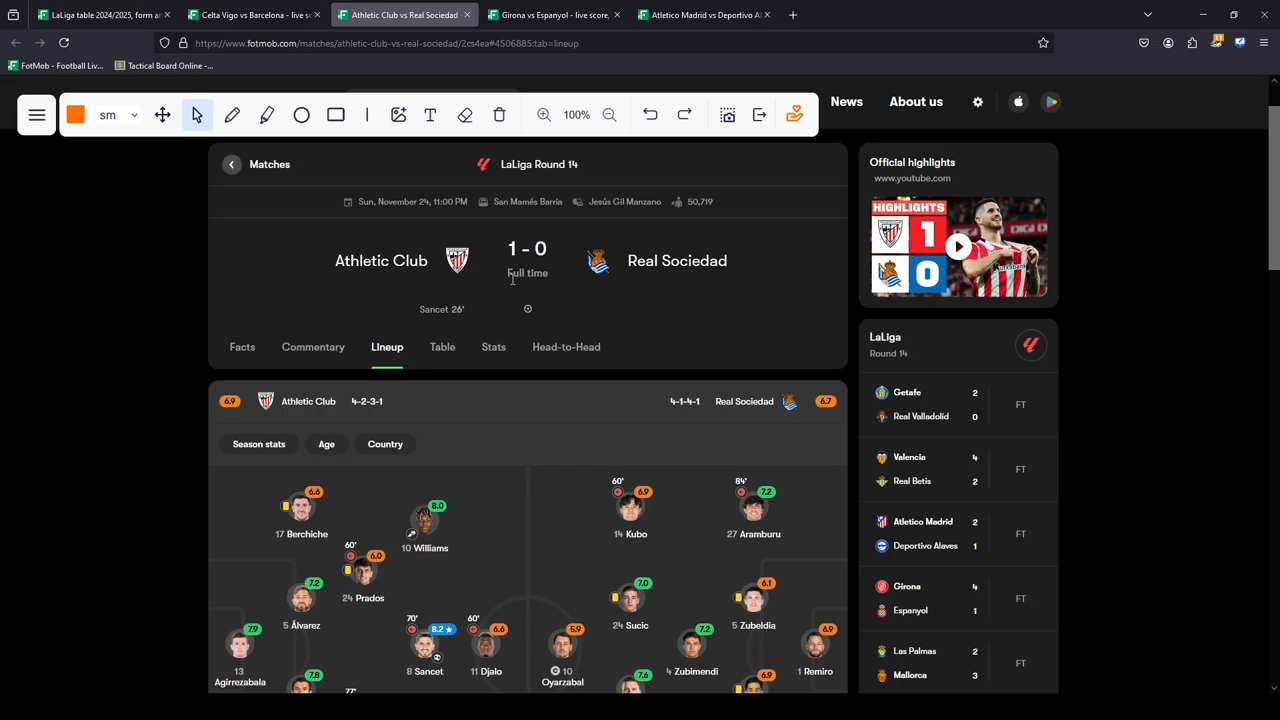 LaLiga table 2024/2025, form an
Celta Vigo vs Barcelona - live sc
Athletic Club vs Real Sociedad
Girona vs Espanyol - live score,
Atletico Madrid vs Deportivo Al
https://www.fotmob.com/matches/athletic-club-vs-real-sociedad/2cs4ea#4506885:tab=lineup
11
FotMob - Football Liv...
Tactical Board Online -...
sm
100%
News
About us
Matches
LaLiga Round 14
Sun, November 24, 11:00 PM
San Mamés Barria
Jesús Gil Manzano
50,719
Athletic Club
1 - 0
Real Sociedad
Full time
Sancet 26'
Facts
Commentary
Lineup
Table
Stats
Head-to-Head
6.9
Athletic Club
4-2-3-1
4-1-4-1
Real Sociedad
6.7
Season stats
Age
Country
6.6
17 Berchiche
8.0
10 Williams
60'
6.0
24 Prados
7.2
5 Álvarez
7.9
13
Agirrezabala
7.8
70'
8.2
8 Sancet
60'
6.6
11 Djalo
77'
60'
6.9
14 Kubo
84'
7.2
27 Aramburu
7.0
24 Sucic
6.1
5 Zubeldia
5.9
10
Oyarzabal
7.2
4 Zubimendi
6.9
1 Remiro
7.6
6.9
Official highlights
www.youtube.com
HIGHLIGHTS
1
0
Kutxabank
LaLiga
Round 14
Getafe 2
FT
Real Valladolid 0
Valencia 4
FT
Real Betis 2
Atletico Madrid 2
FT
Deportivo Alaves 1
Girona 4
FT
Espanyol 1
Las Palmas 2
FT
Mallorca 3